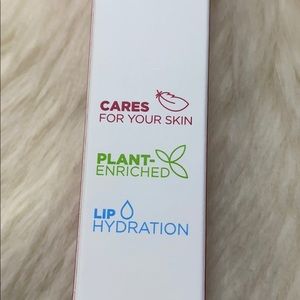 CARES
FOR YOUR SKIN
PLANT-
ENRICHED
LIP
HYDRATION